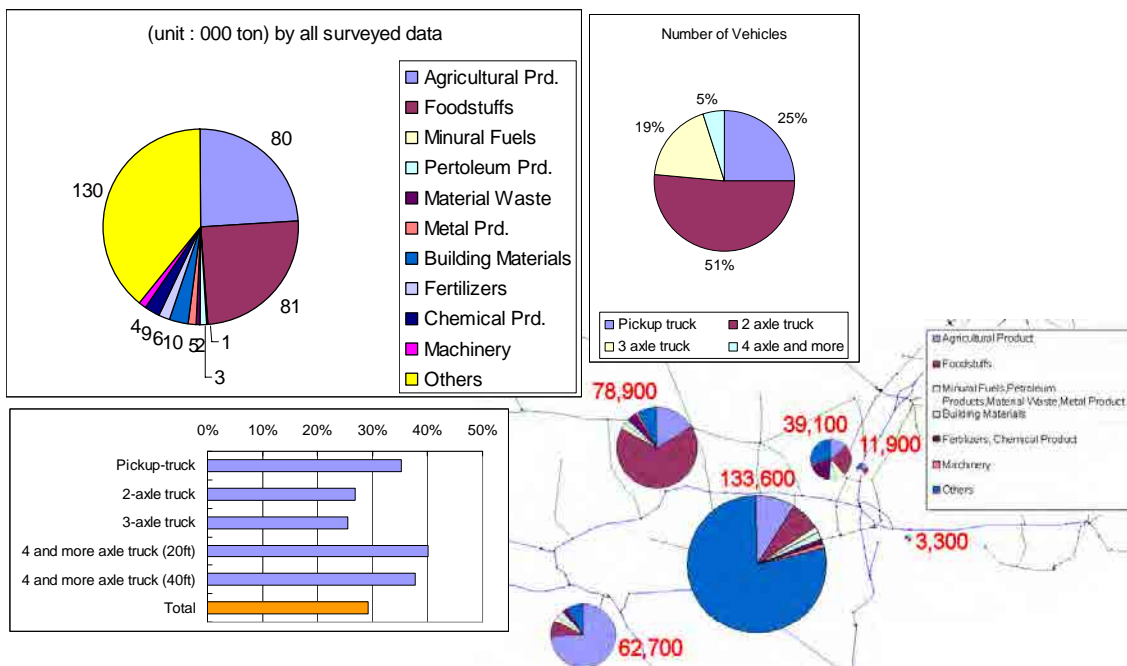 (unit : 000 ton) by all surveyed data
80
81
1
3
2
5
10
6
9
4
130
Agricultural Prd.
Foodstuffs
Minural Fuels
Pertoleum Prd.
Material Waste
Metal Prd.
Building Materials
Fertilizers
Chemical Prd.
Machinery
Others
Number of Vehicles
5%
25%
19%
51%
Pickup truck
2 axle truck
3 axle truck
4 axle and more
0% 10% 20% 30% 40% 50%
Pickup-truck
2-axle truck
3-axle truck
4 and more axle truck (20ft)
4 and more axle truck (40ft)
Total
78,900
39,100
11,900
133,600
3,300
62,700
Agricultural Product
Foodstuffs
Minural Fuels,Petroleum
Products,Material Waste,Metal Product
Building Materials
Fertilizers, Chemical Product
Machinery
Others